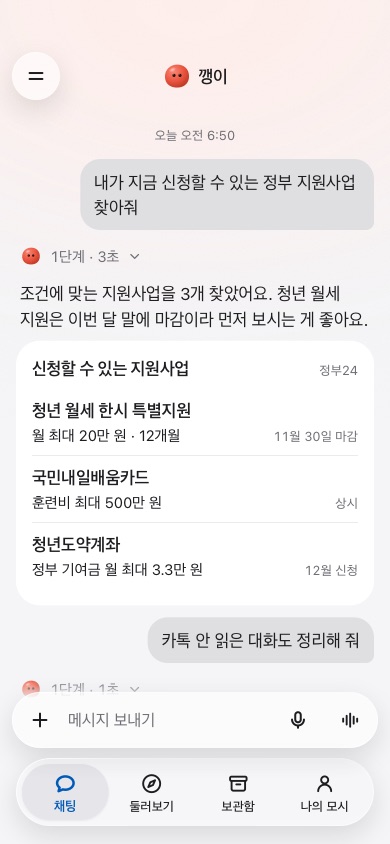 깽이
오늘 오전 6:50
내가 지금 신청할 수 있는 정부 지원사업
찾아줘
1단계 · 3초
조건에 맞는 지원사업을 3개 찾았어요. 청년 월세
지원은 이번 달 말에 마감이라 먼저 보시는 게 좋아요.
신청할 수 있는 지원사업 정부24
청년 월세 한시 특별지원
월 최대 20만 원 · 12개월 11월 30일 마감
국민내일배움카드
훈련비 최대 500만 원 상시
청년도약계좌
정부 기여금 월 최대 3.3만 원 12월 신청
카톡 안 읽은 대화도 정리해 줘
1단계 · 1초
메시지 보내기
채팅 둘러보기 보관함 나의 모시